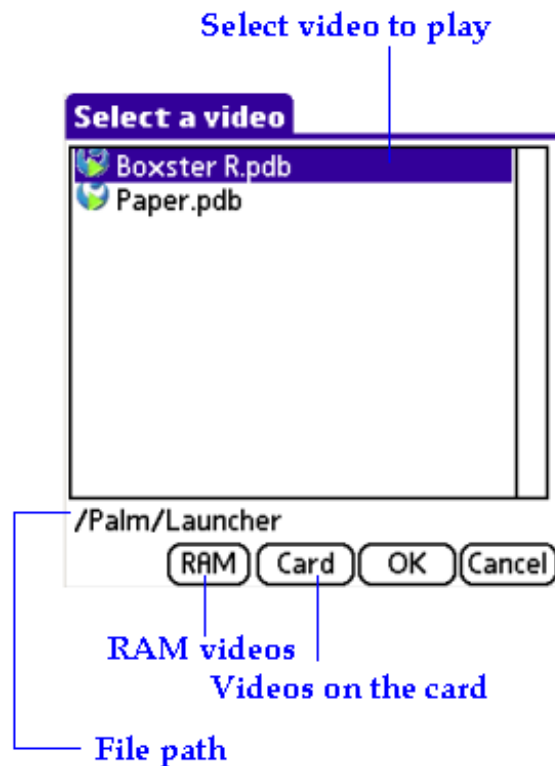 Select video to play
Select a video
Boxster R.pdb
Paper.pdb
/Palm/Launcher
RAM Card OK Cancel
RAM videos
Videos on the card
File path